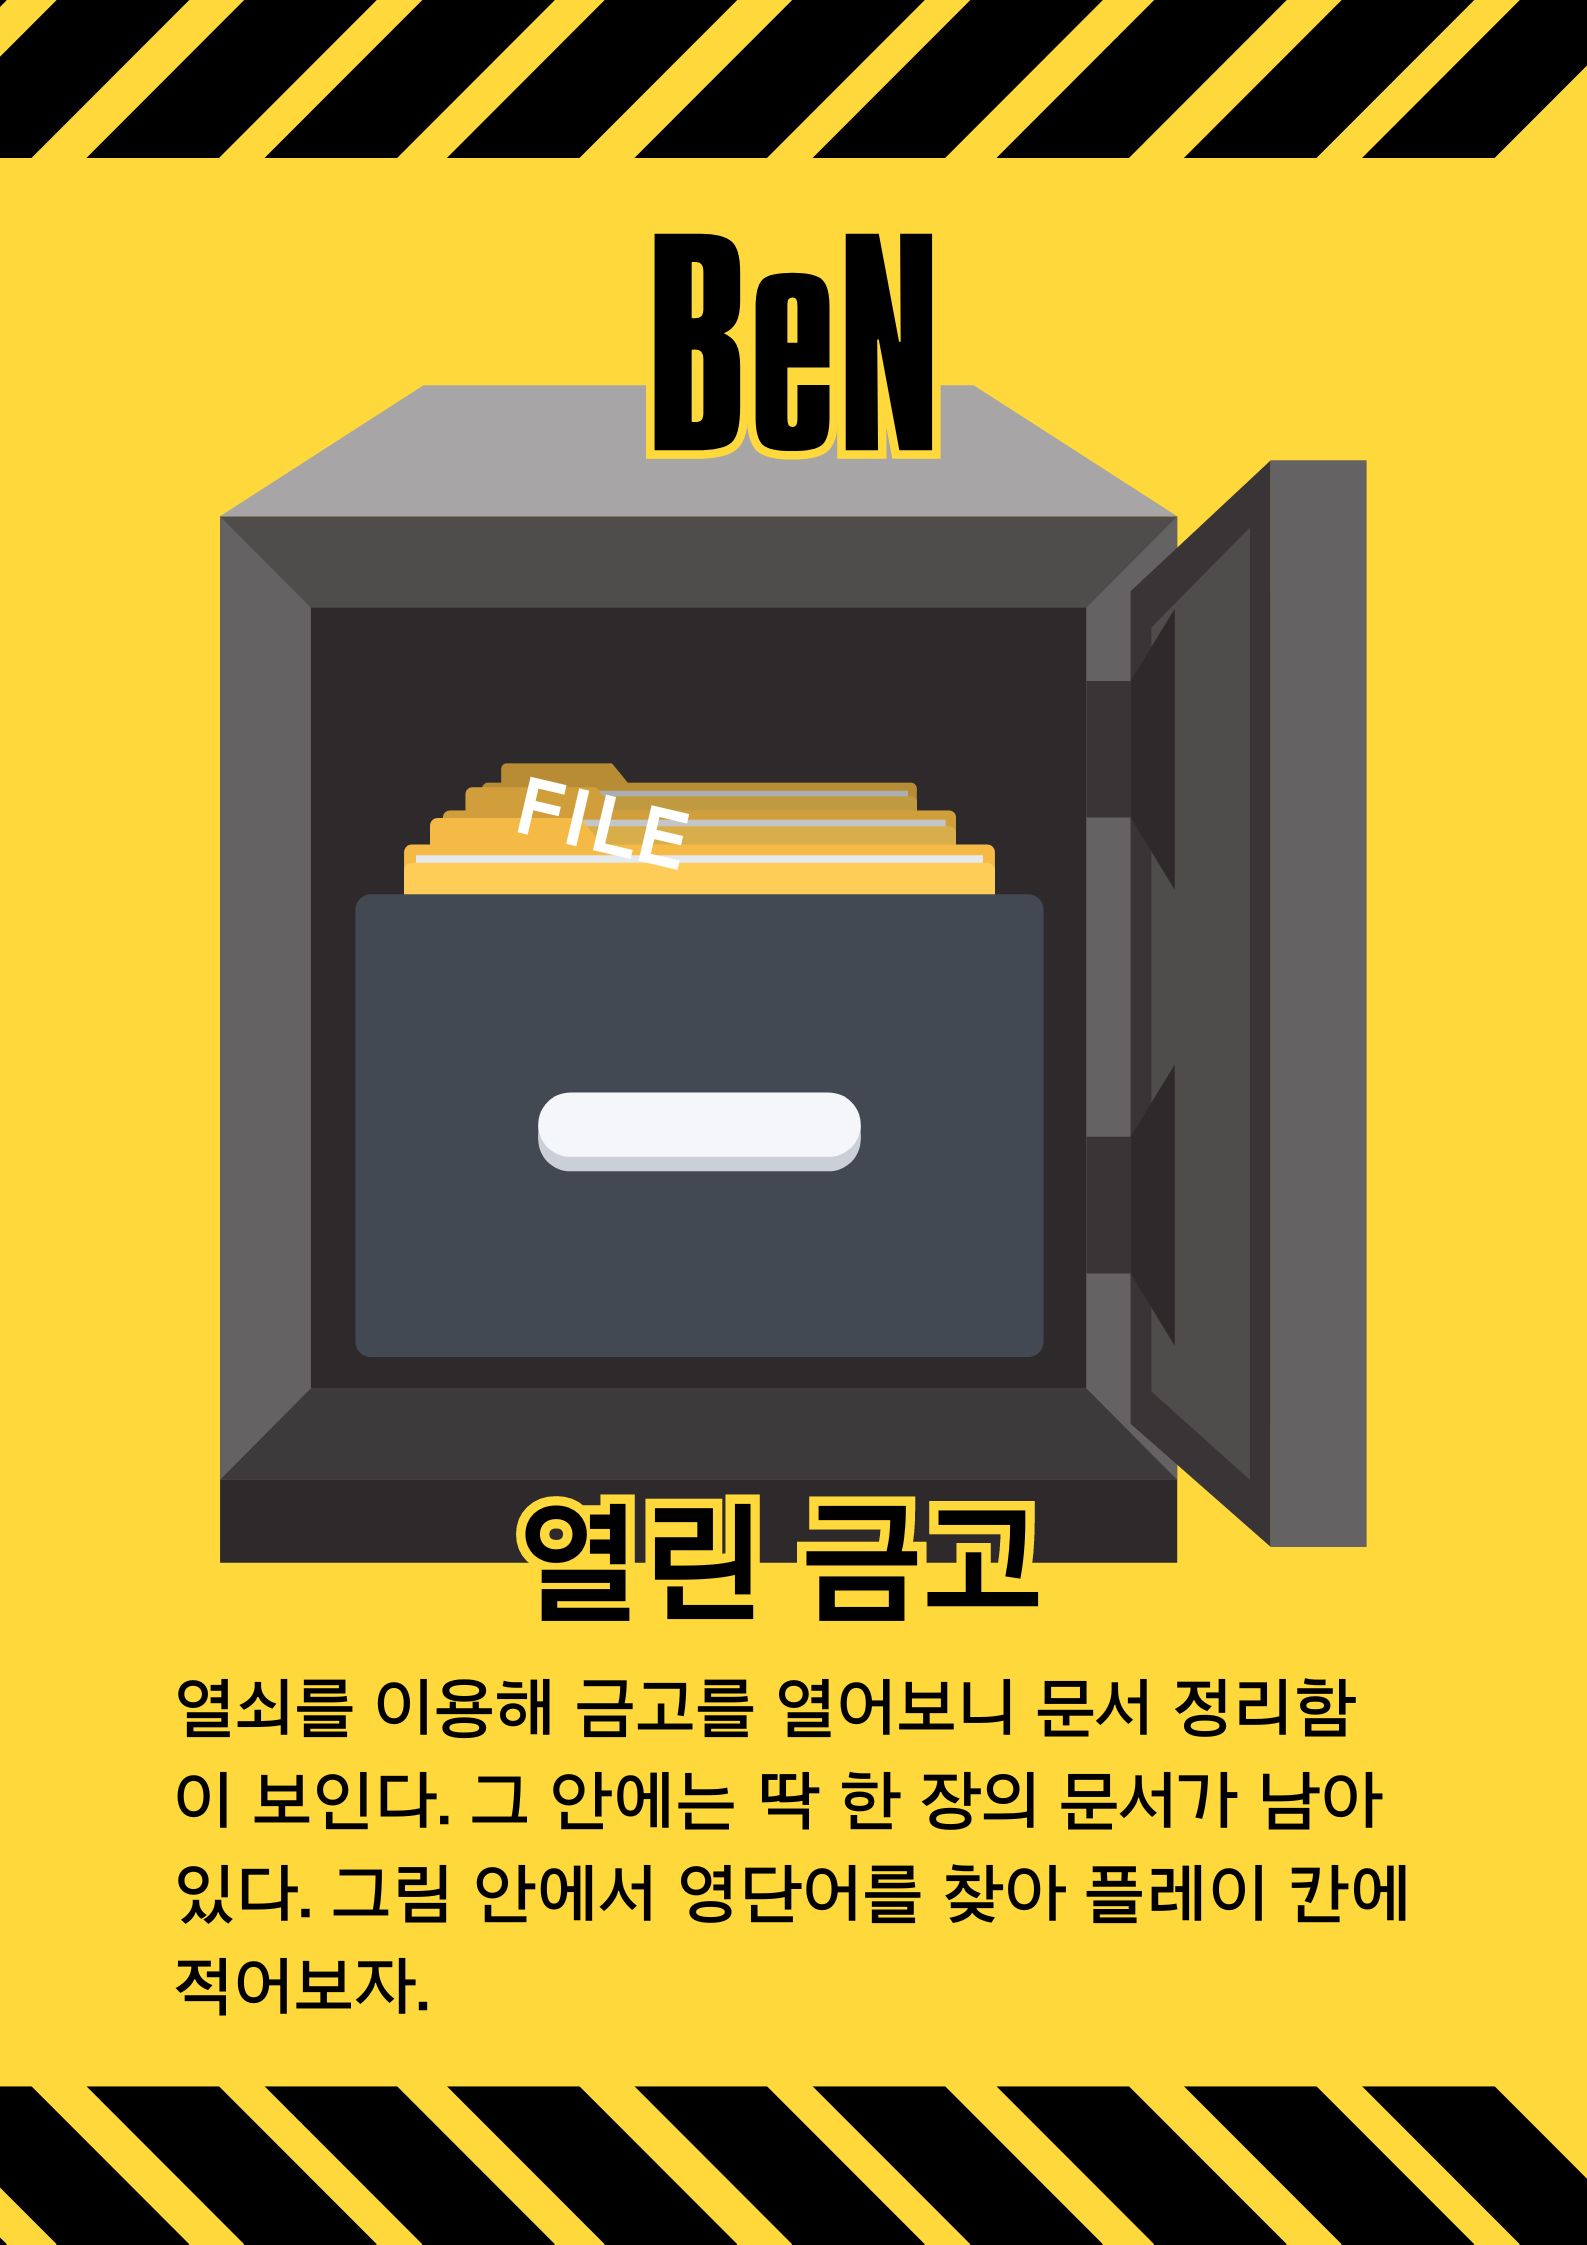 BeN
FILE
열린 금고
열쇠를 이용해 금고를 열어보니 문서 정리함
이 보인다. 그 안에는 딱 한 장의 문서가 남아
있다. 그림 안에서 영단어를 찾아 플레이 칸에
적어보자.